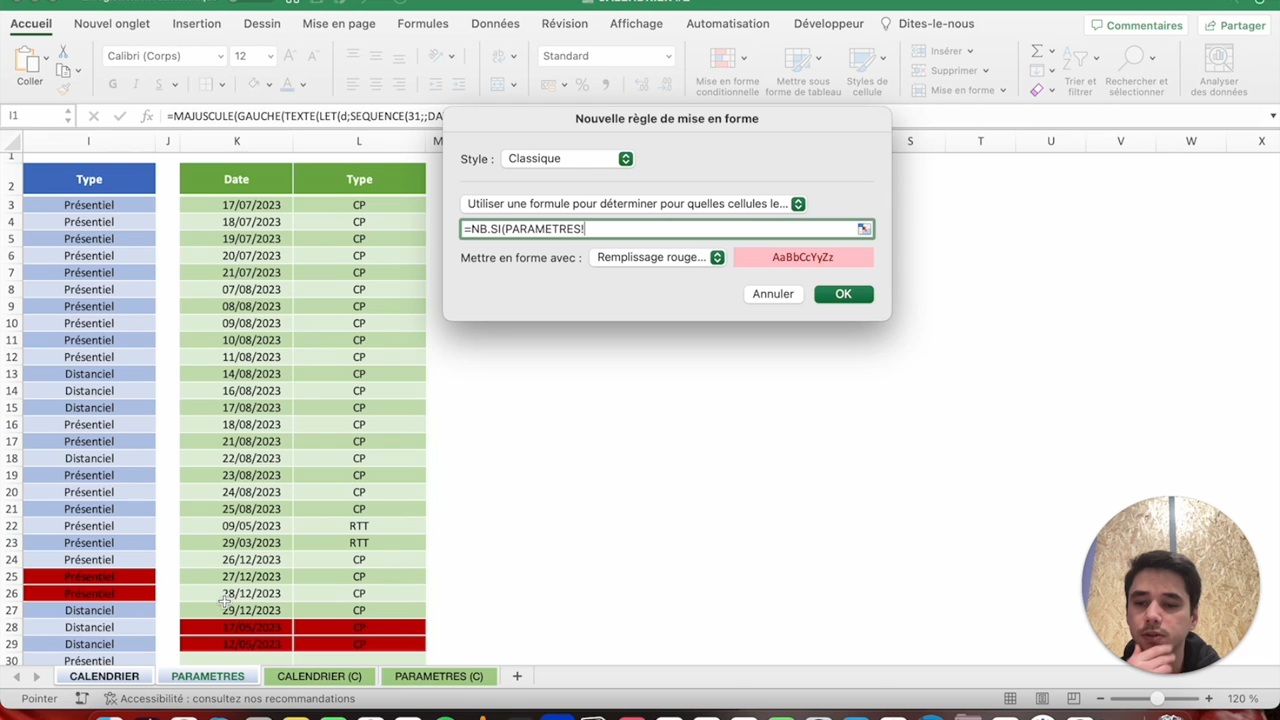 Accueil Nouvel onglet Insertion Dessin Mise en page Formules Données Révision Affichage Automatisation Développeur Dites-le-nous Commentaires Partager
Coller
Calibri (Corps) 12
G I S
Standard
Mise en forme conditionnelle
Mettre sous forme de tableau
Styles de cellule
Insérer
Supprimer
Mise en forme
Trier et filtrer
Rechercher et sélectionner
Analyser des données
I1 fx =MAJUSCULE(GAUCHE(TEXTE(LET(d;SEQUENCE(31;;DA
I J K L M S T U V W X
1
2 Type Date Type
3 Présentiel 17/07/2023 CP
4 Présentiel 18/07/2023 CP
5 Présentiel 19/07/2023 CP
6 Présentiel 20/07/2023 CP
7 Présentiel 21/07/2023 CP
8 Présentiel 07/08/2023 CP
9 Présentiel 08/08/2023 CP
10 Présentiel 09/08/2023 CP
11 Présentiel 10/08/2023 CP
12 Présentiel 11/08/2023 CP
13 Distanciel 14/08/2023 CP
14 Distanciel 16/08/2023 CP
15 Distanciel 17/08/2023 CP
16 Présentiel 18/08/2023 CP
17 Présentiel 21/08/2023 CP
18 Distanciel 22/08/2023 CP
19 Présentiel 23/08/2023 CP
20 Présentiel 24/08/2023 CP
21 Présentiel 25/08/2023 CP
22 Présentiel 09/05/2023 RTT
23 Présentiel 29/03/2023 RTT
24 Présentiel 26/12/2023 CP
25 Présentiel 27/12/2023 CP
26 Présentiel 28/12/2023 CP
27 Distanciel 29/12/2023 CP
28 Distanciel 17/05/2023 CP
29 Distanciel 12/05/2023 CP
30 Présentiel
Nouvelle règle de mise en forme
Style : Classique
Utiliser une formule pour déterminer pour quelles cellules le...
=NB.SI(PARAMETRES!
Mettre en forme avec : Remplissage rouge... AaBbCcYyZz
Annuler OK
CALENDRIER PARAMETRES CALENDRIER (C) PARAMETRES (C) +
Pointer Accessibilité : consultez nos recommandations 120 %